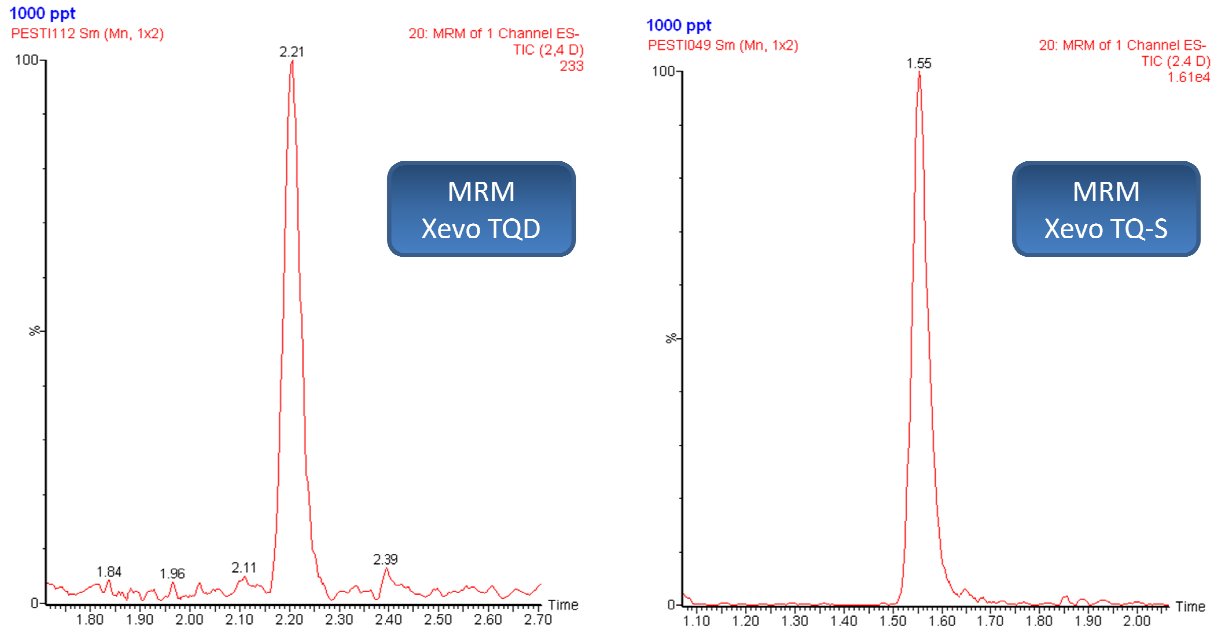 1000 ppt
PESTI112 Sm (Mn, 1x2)
20: MRM of 1 Channel ES-
TIC (2,4 D)
233
100
%
0
2.21
1.84
1.96
2.11
2.39
MRM
Xevo TQD
Time
1.80 1.90 2.00 2.10 2.20 2.30 2.40 2.50 2.60 2.70
1000 ppt
PESTI049 Sm (Mn, 1x2)
20: MRM of 1 Channel ES-
TIC (2.4 D)
1.61e4
100
%
0
1.55
MRM
Xevo TQ-S
Time
1.10 1.20 1.30 1.40 1.50 1.60 1.70 1.80 1.90 2.00